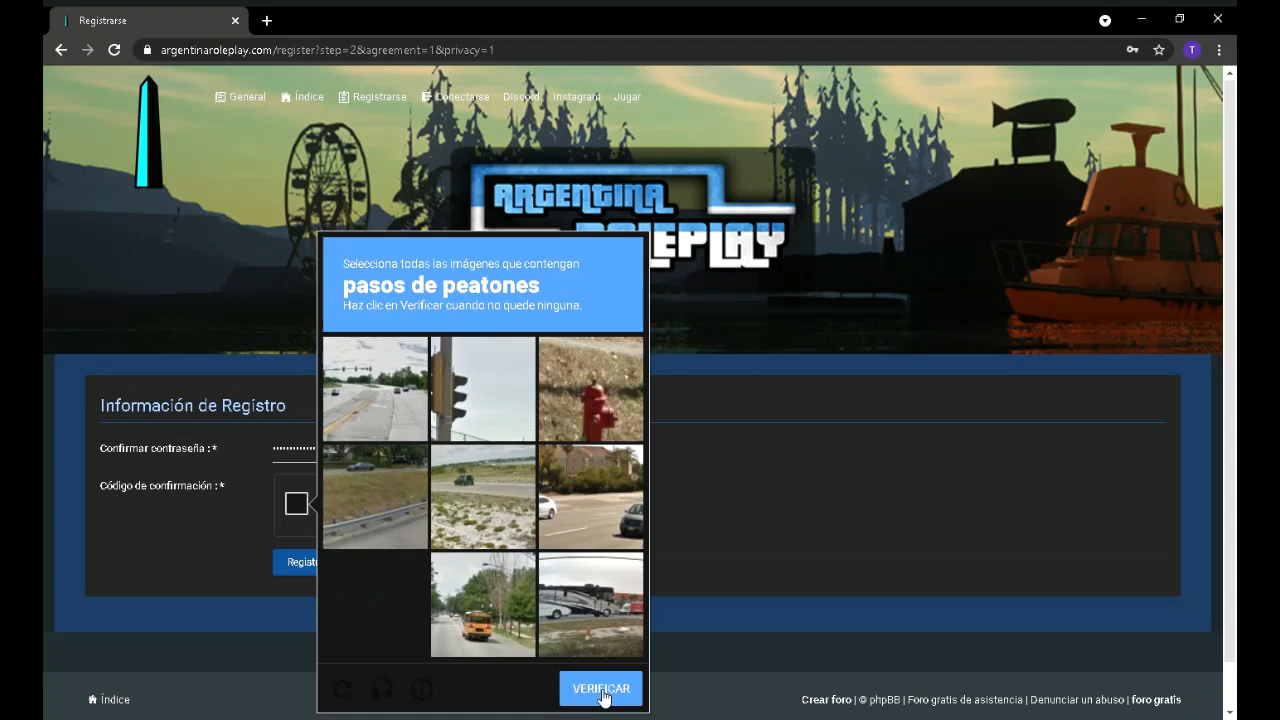 Registrarse
argentinaroleplay.com/register?step=2&agreement=1&privacy=1
T
General Índice Registrarse Conectarse Discord Instagram Jugar
ARGENTINA
ROLEPLAY
Selecciona todas las imágenes que contengan
pasos de peatones
Haz clic en Verificar cuando no quede ninguna.
Información de Registro
Confirmar contraseña : *
Código de confirmación : *
Registr
VERIFICAR
Índice
Crear foro | © phpBB | Foro gratis de asistencia | Denunciar un abuso | foro gratis